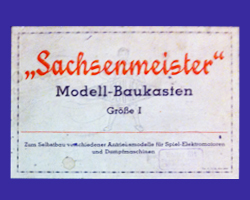 „Sachsenmeister"
Modell-Baukasten
Größe I
Zum Selbstbau verschiedener Antriebsmodelle für Spiel-Elektromotoren
und Dampfmaschinen